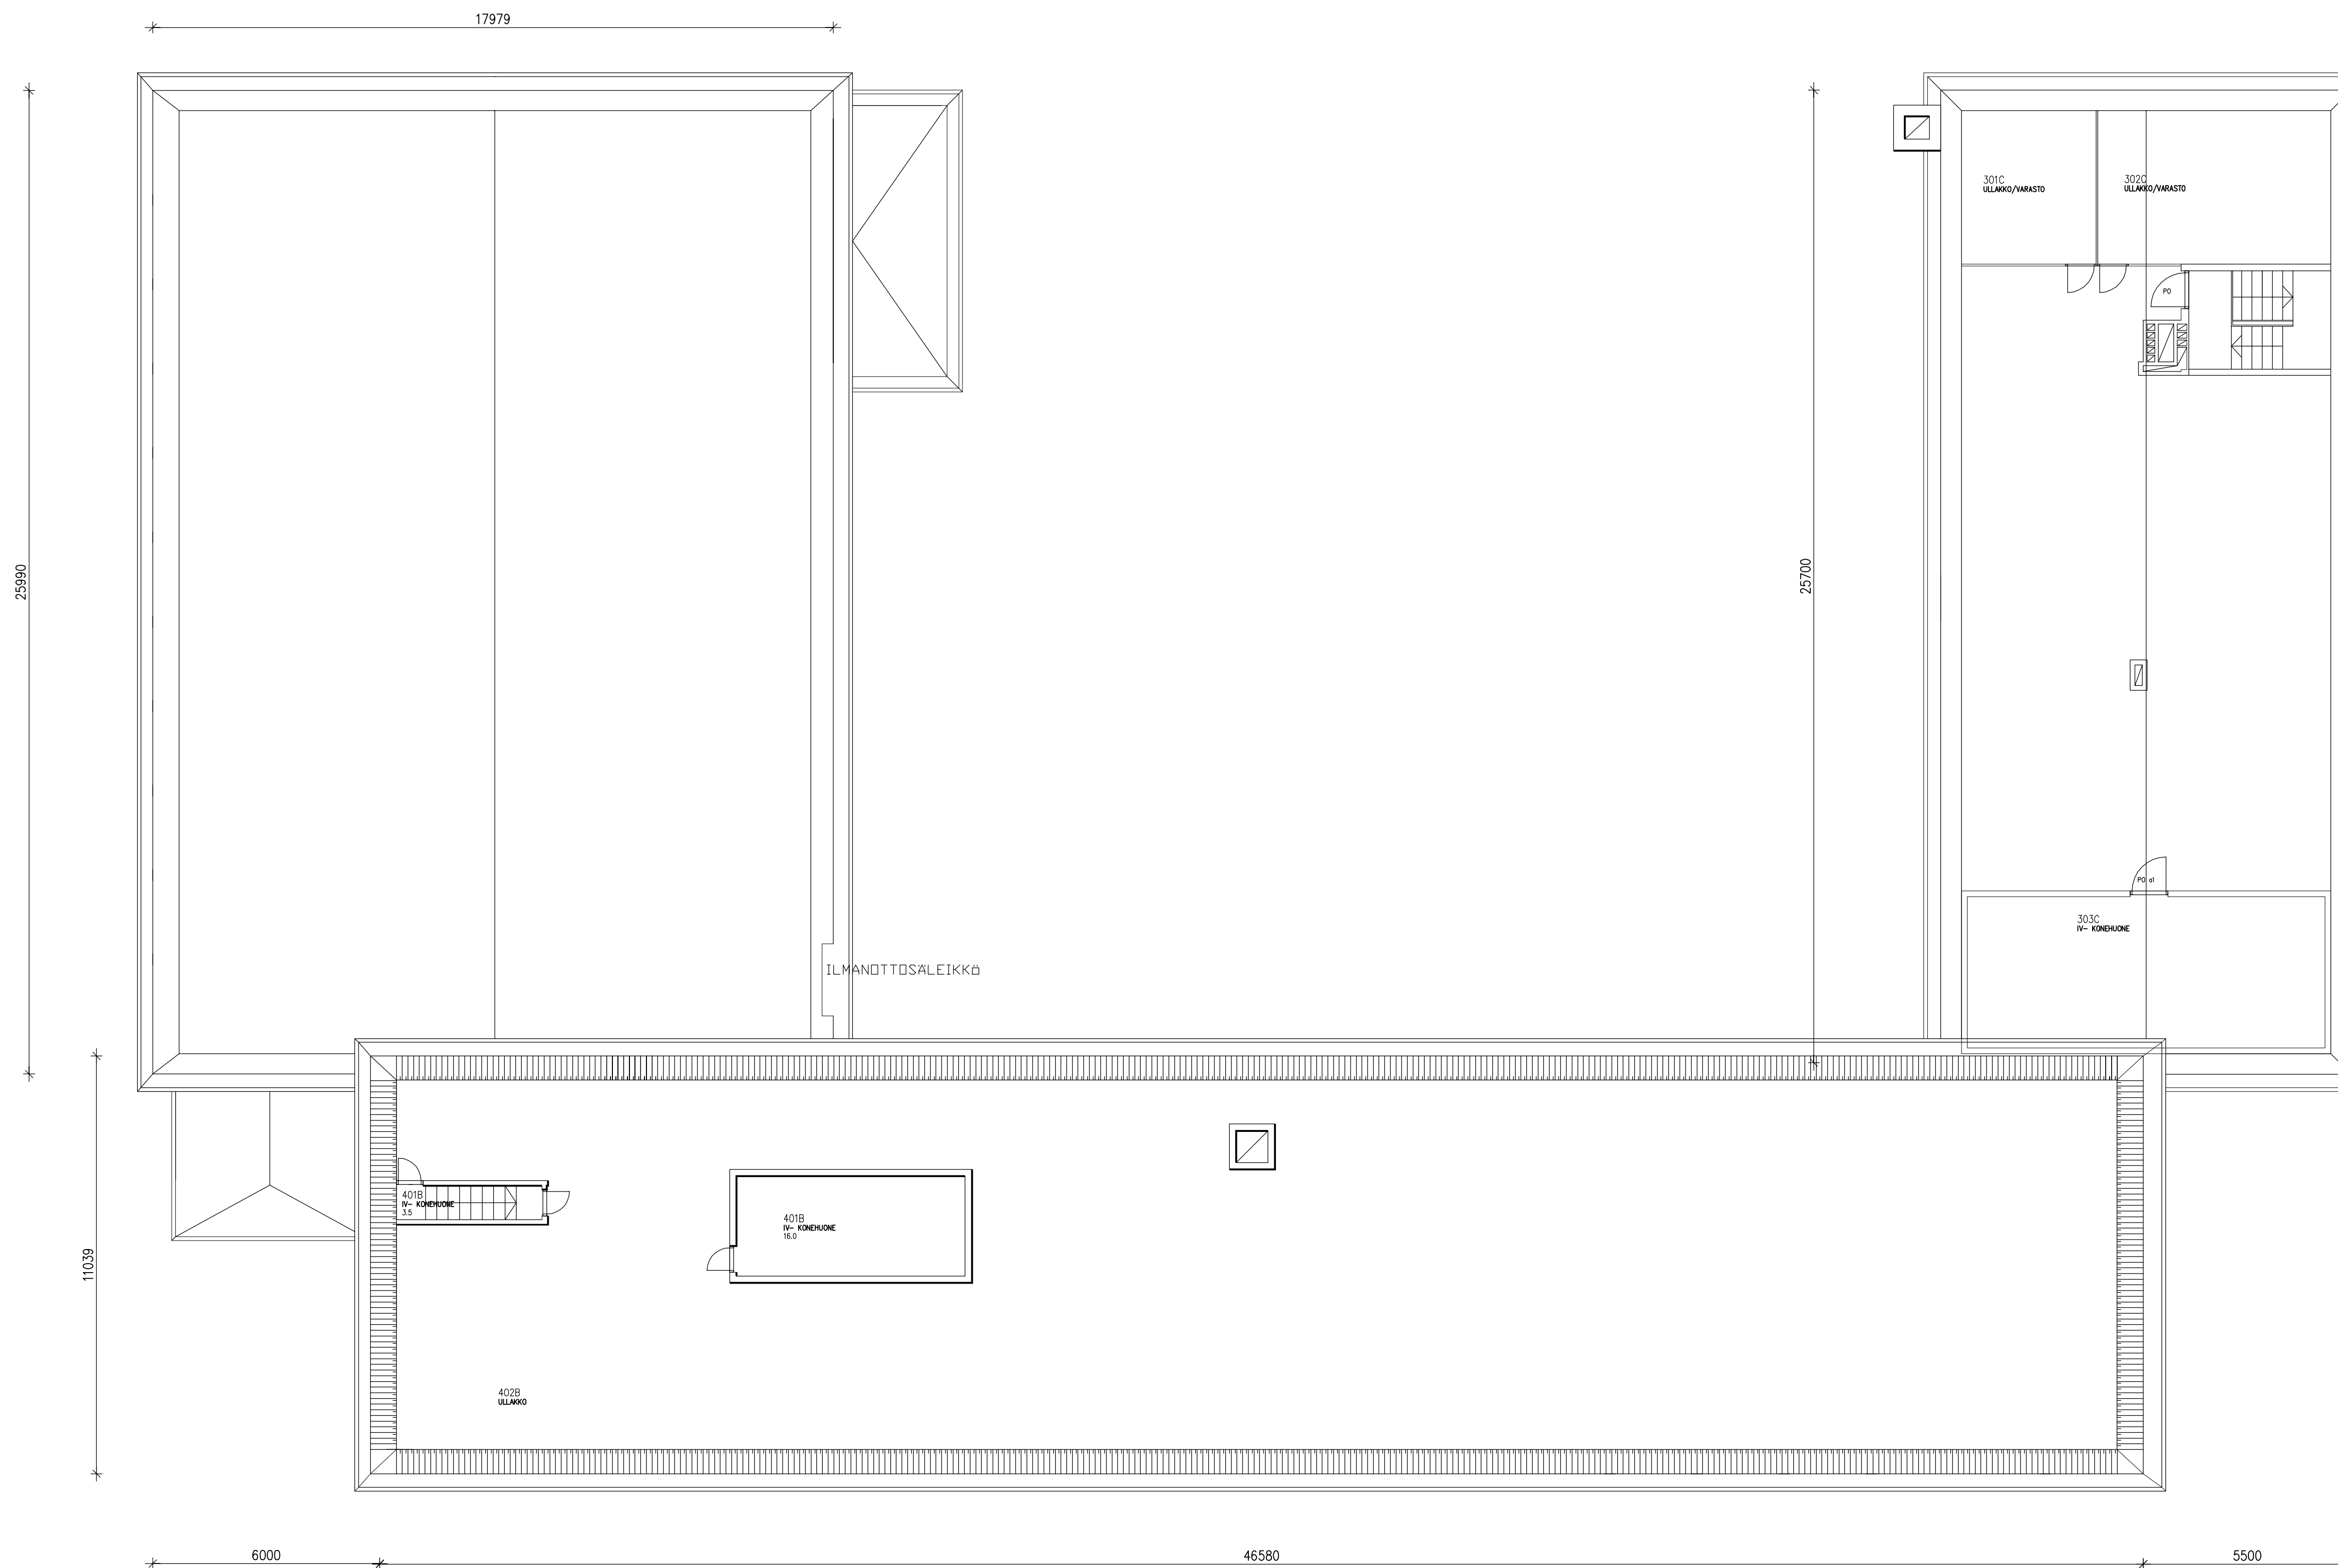 17979
301C
ULLAKKO/VARASTO
302C
ULLAKKO/VARASTO
PO
25990
25700
PO a1
303C
IV- KONEHUONE
ILMANOTTOSÄLEIKKÖ
401B
IV- KONEHUONE
3.5
401B
IV- KONEHUONE
16.0
11039
402B
ULLAKKO
6000
46580
5500